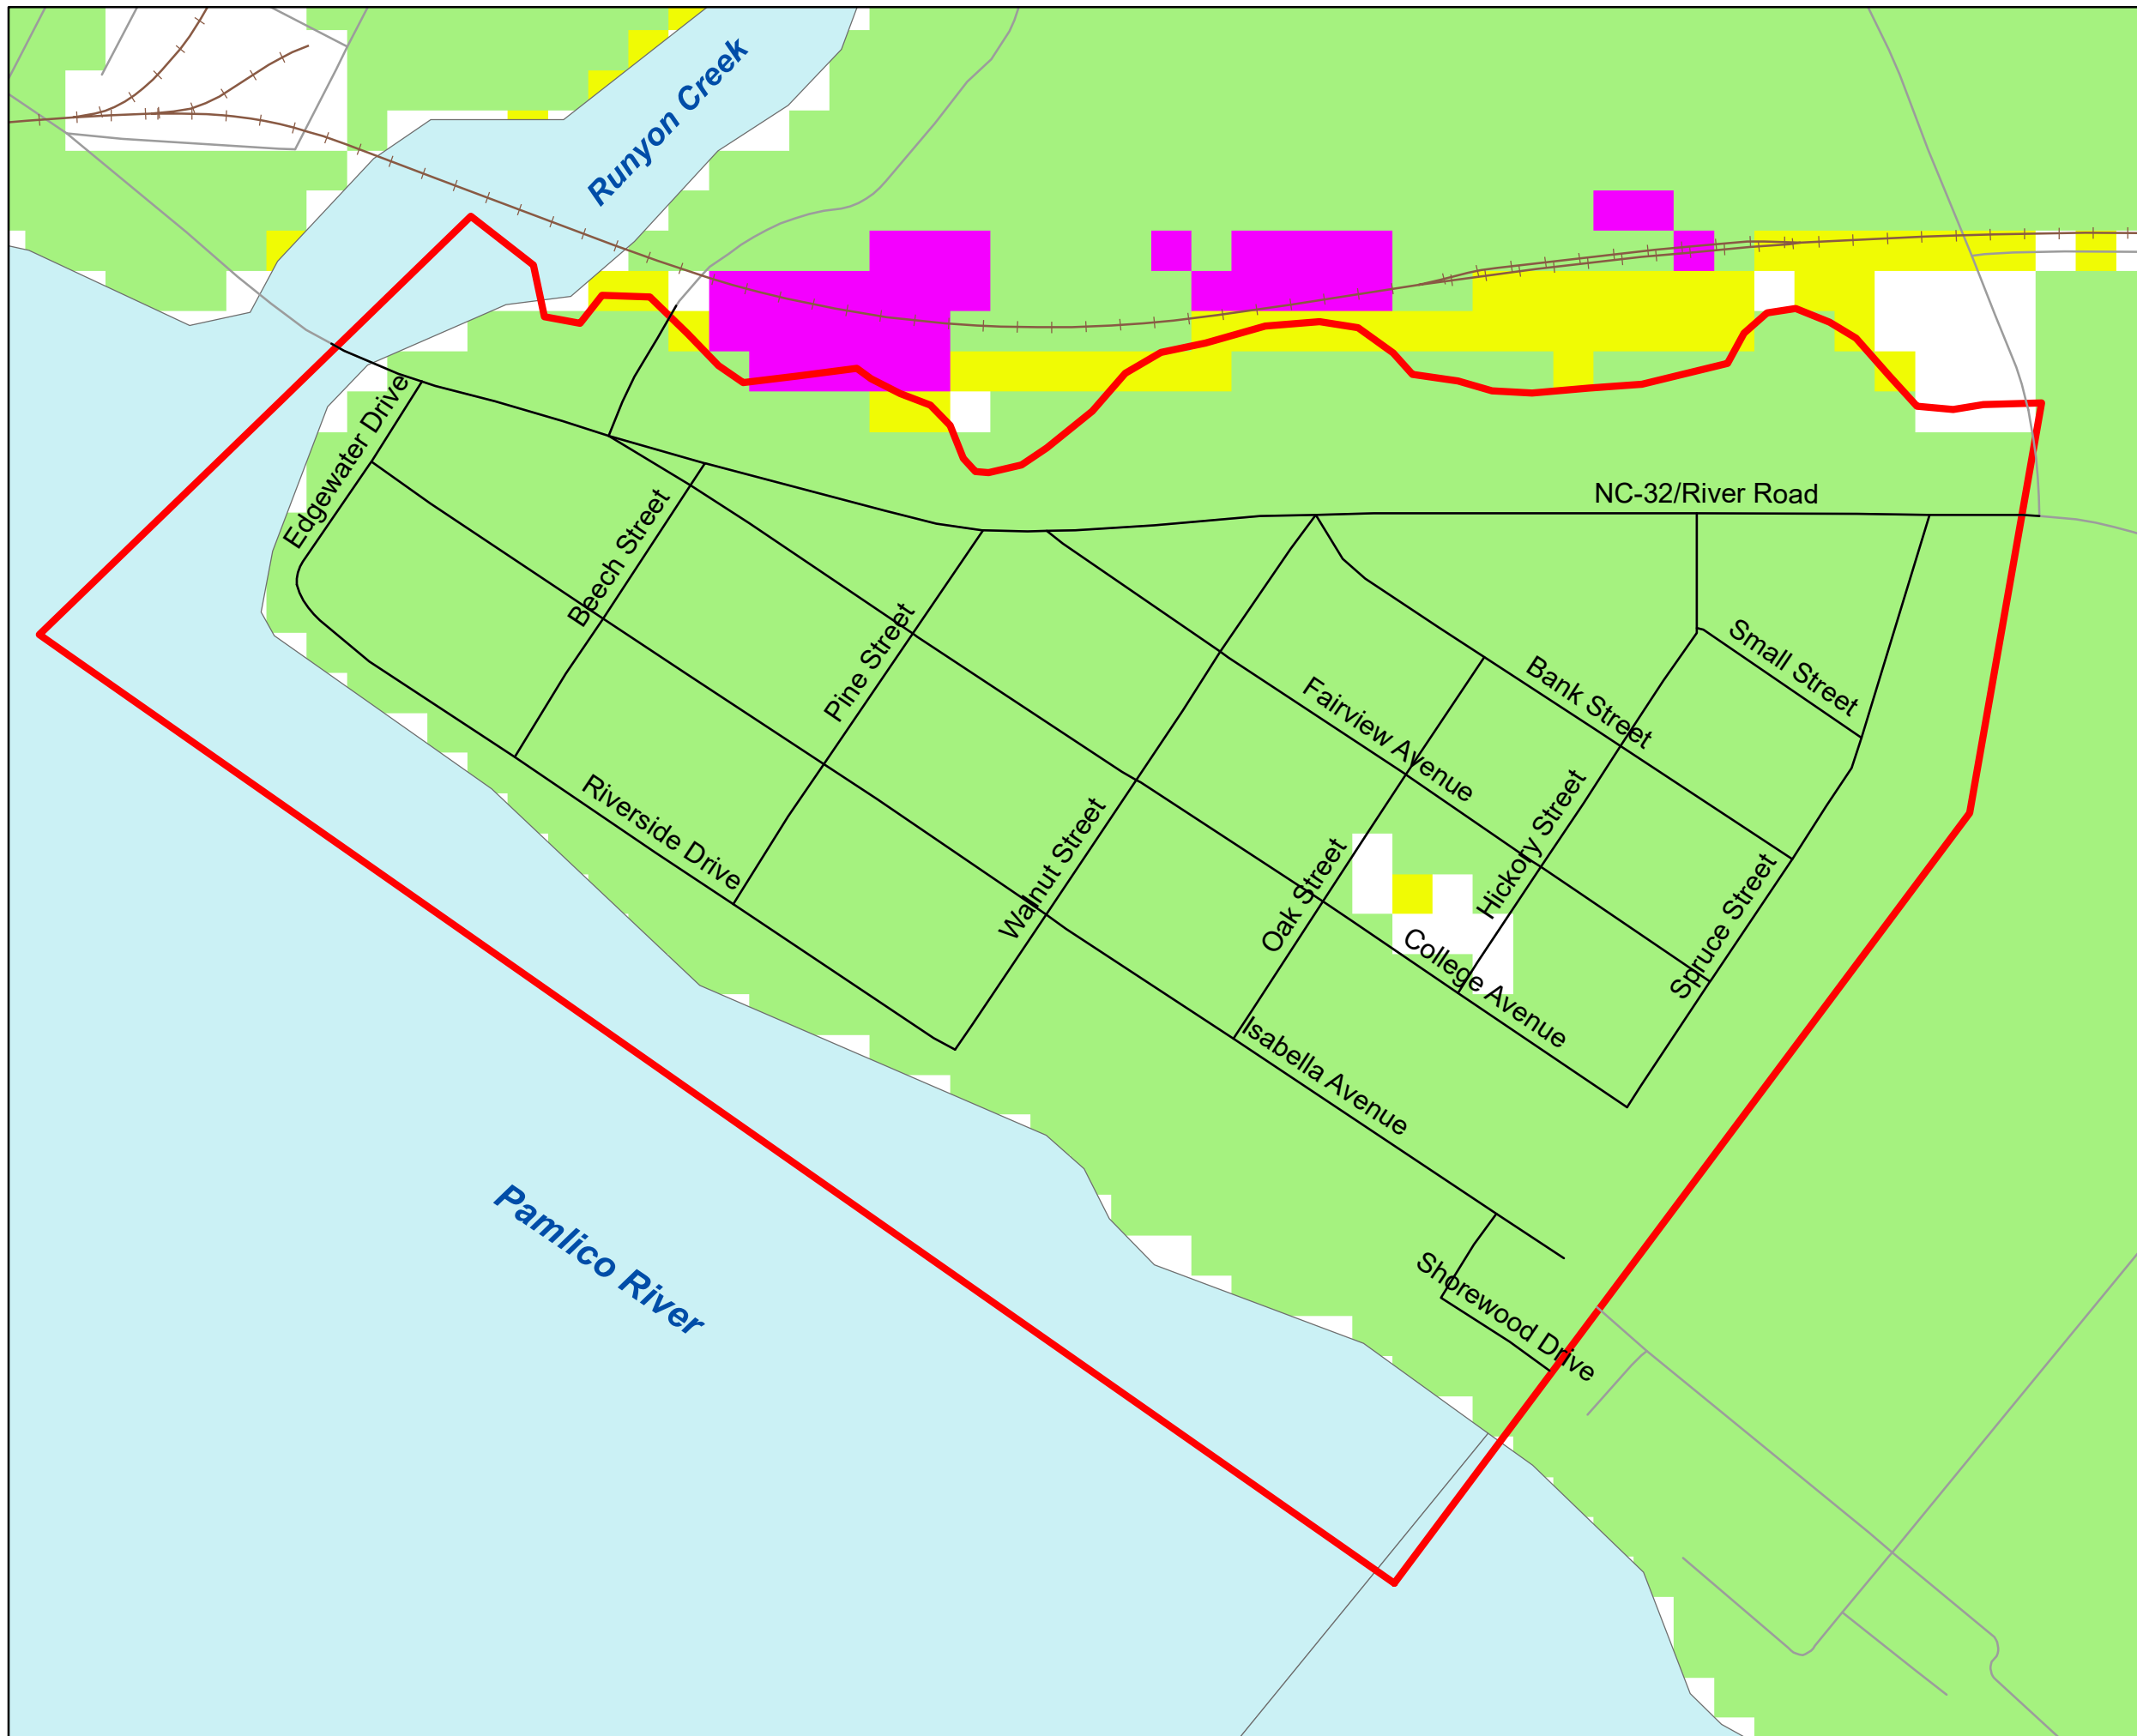 Runyon Creek
Edgewater Drive
NC-32/River Road
Beech Street
Pine Street
Small Street
Bank Street
Fairview Avenue
Riverside Drive
Walnut Street
Hickory Street
Oak Street
Spruce Street
College Avenue
Isabella Avenue
Pamlico River
Shorewood Drive